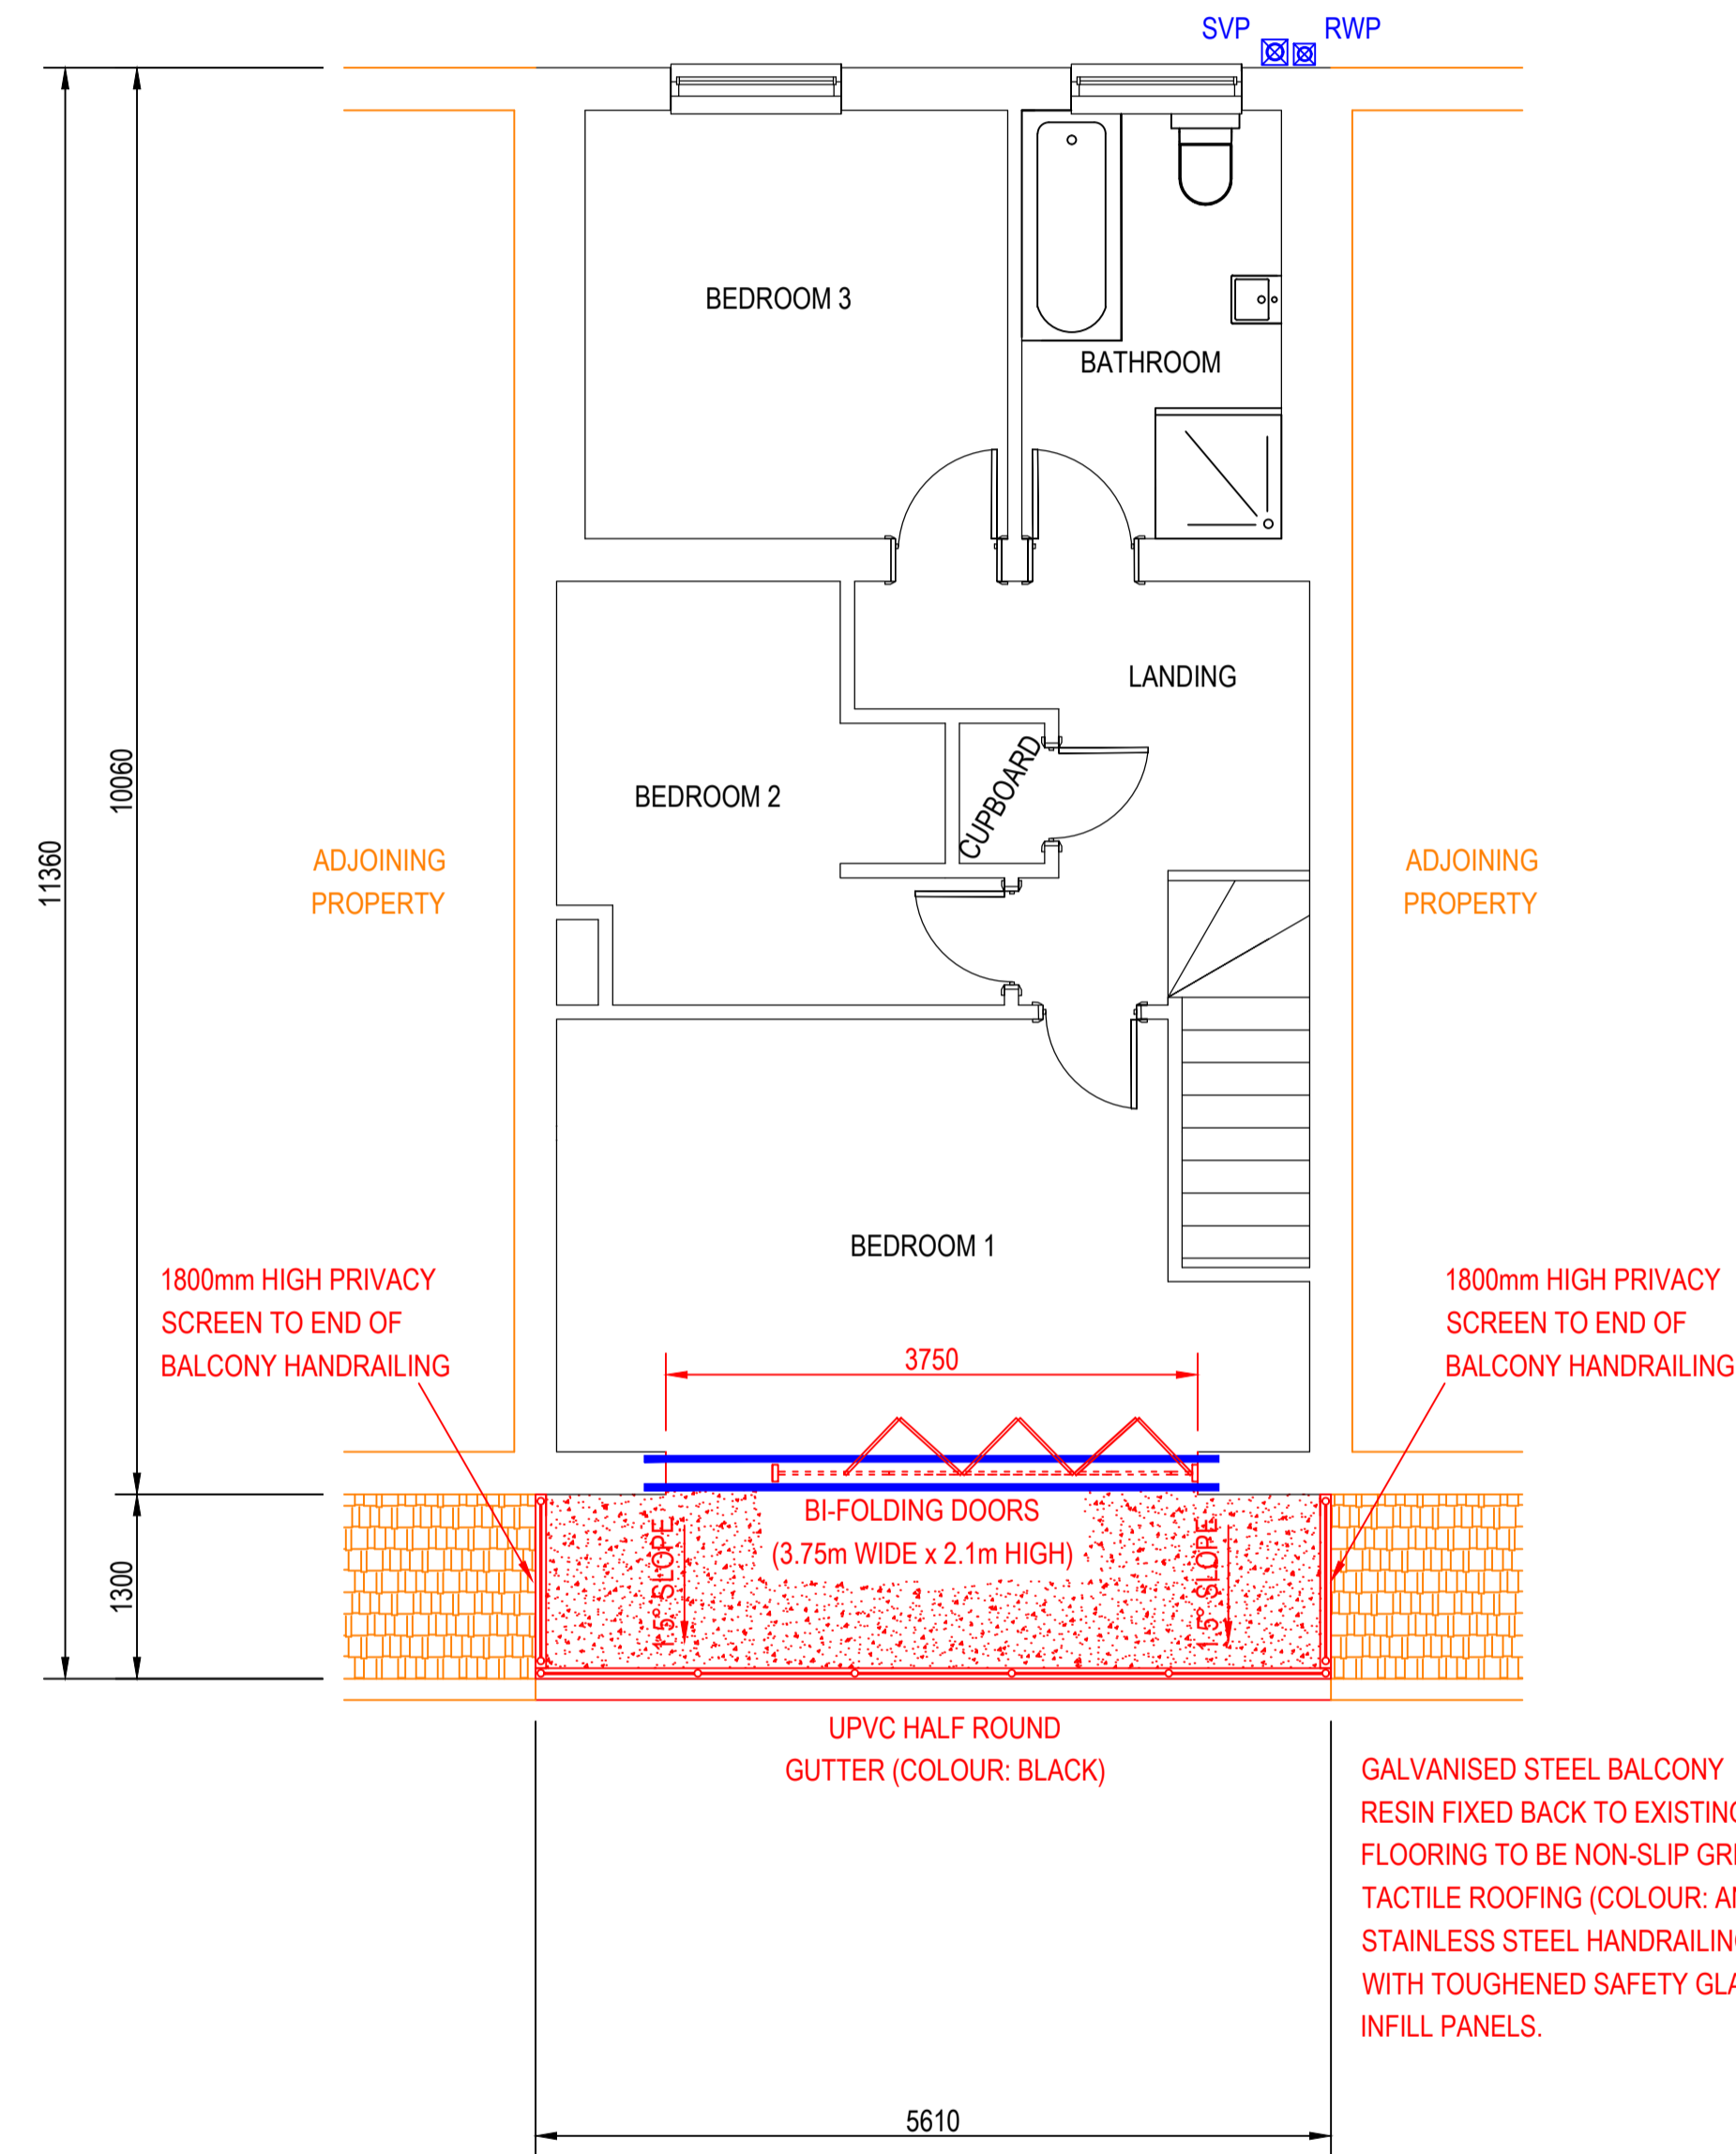 SVP
RWP
BEDROOM 3
BATHROOM
LANDING
CUPBOARD
BEDROOM 2
10060
11360
ADJOINING
PROPERTY
ADJOINING
PROPERTY
BEDROOM 1
1800mm HIGH PRIVACY
SCREEN TO END OF
BALCONY HANDRAILING
1800mm HIGH PRIVACY
SCREEN TO END OF
BALCONY HANDRAILING
3750
BI-FOLDING DOORS
(3.75m WIDE x 2.1m HIGH)
1.5° SLOPE
1.5° SLOPE
1300
UPVC HALF ROUND
GUTTER (COLOUR: BLACK)
GALVANISED STEEL BALCONY
RESIN FIXED BACK TO EXISTING
FLOORING TO BE NON-SLIP
TACTILE ROOFING (COLOUR:
STAINLESS STEEL HANDRAILING
WITH TOUGHENED SAFETY
INFILL PANELS.
5610